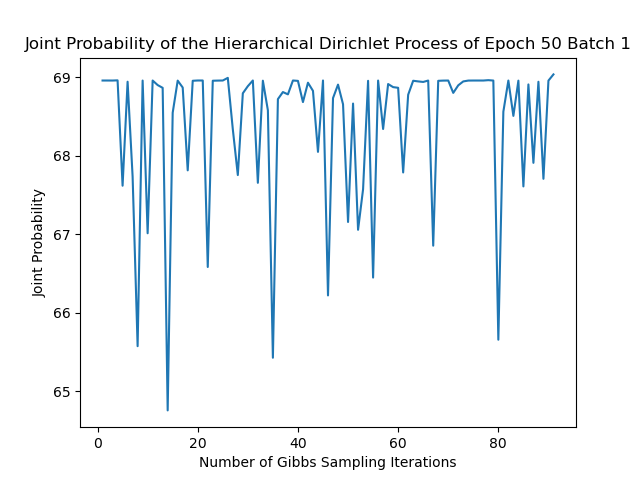 Joint Probability of the Hierarchical Dirichlet Process of Epoch 50 Batch 1
69
68
67
66
65
Joint Probability
0 20 40 60 80
Number of Gibbs Sampling Iterations